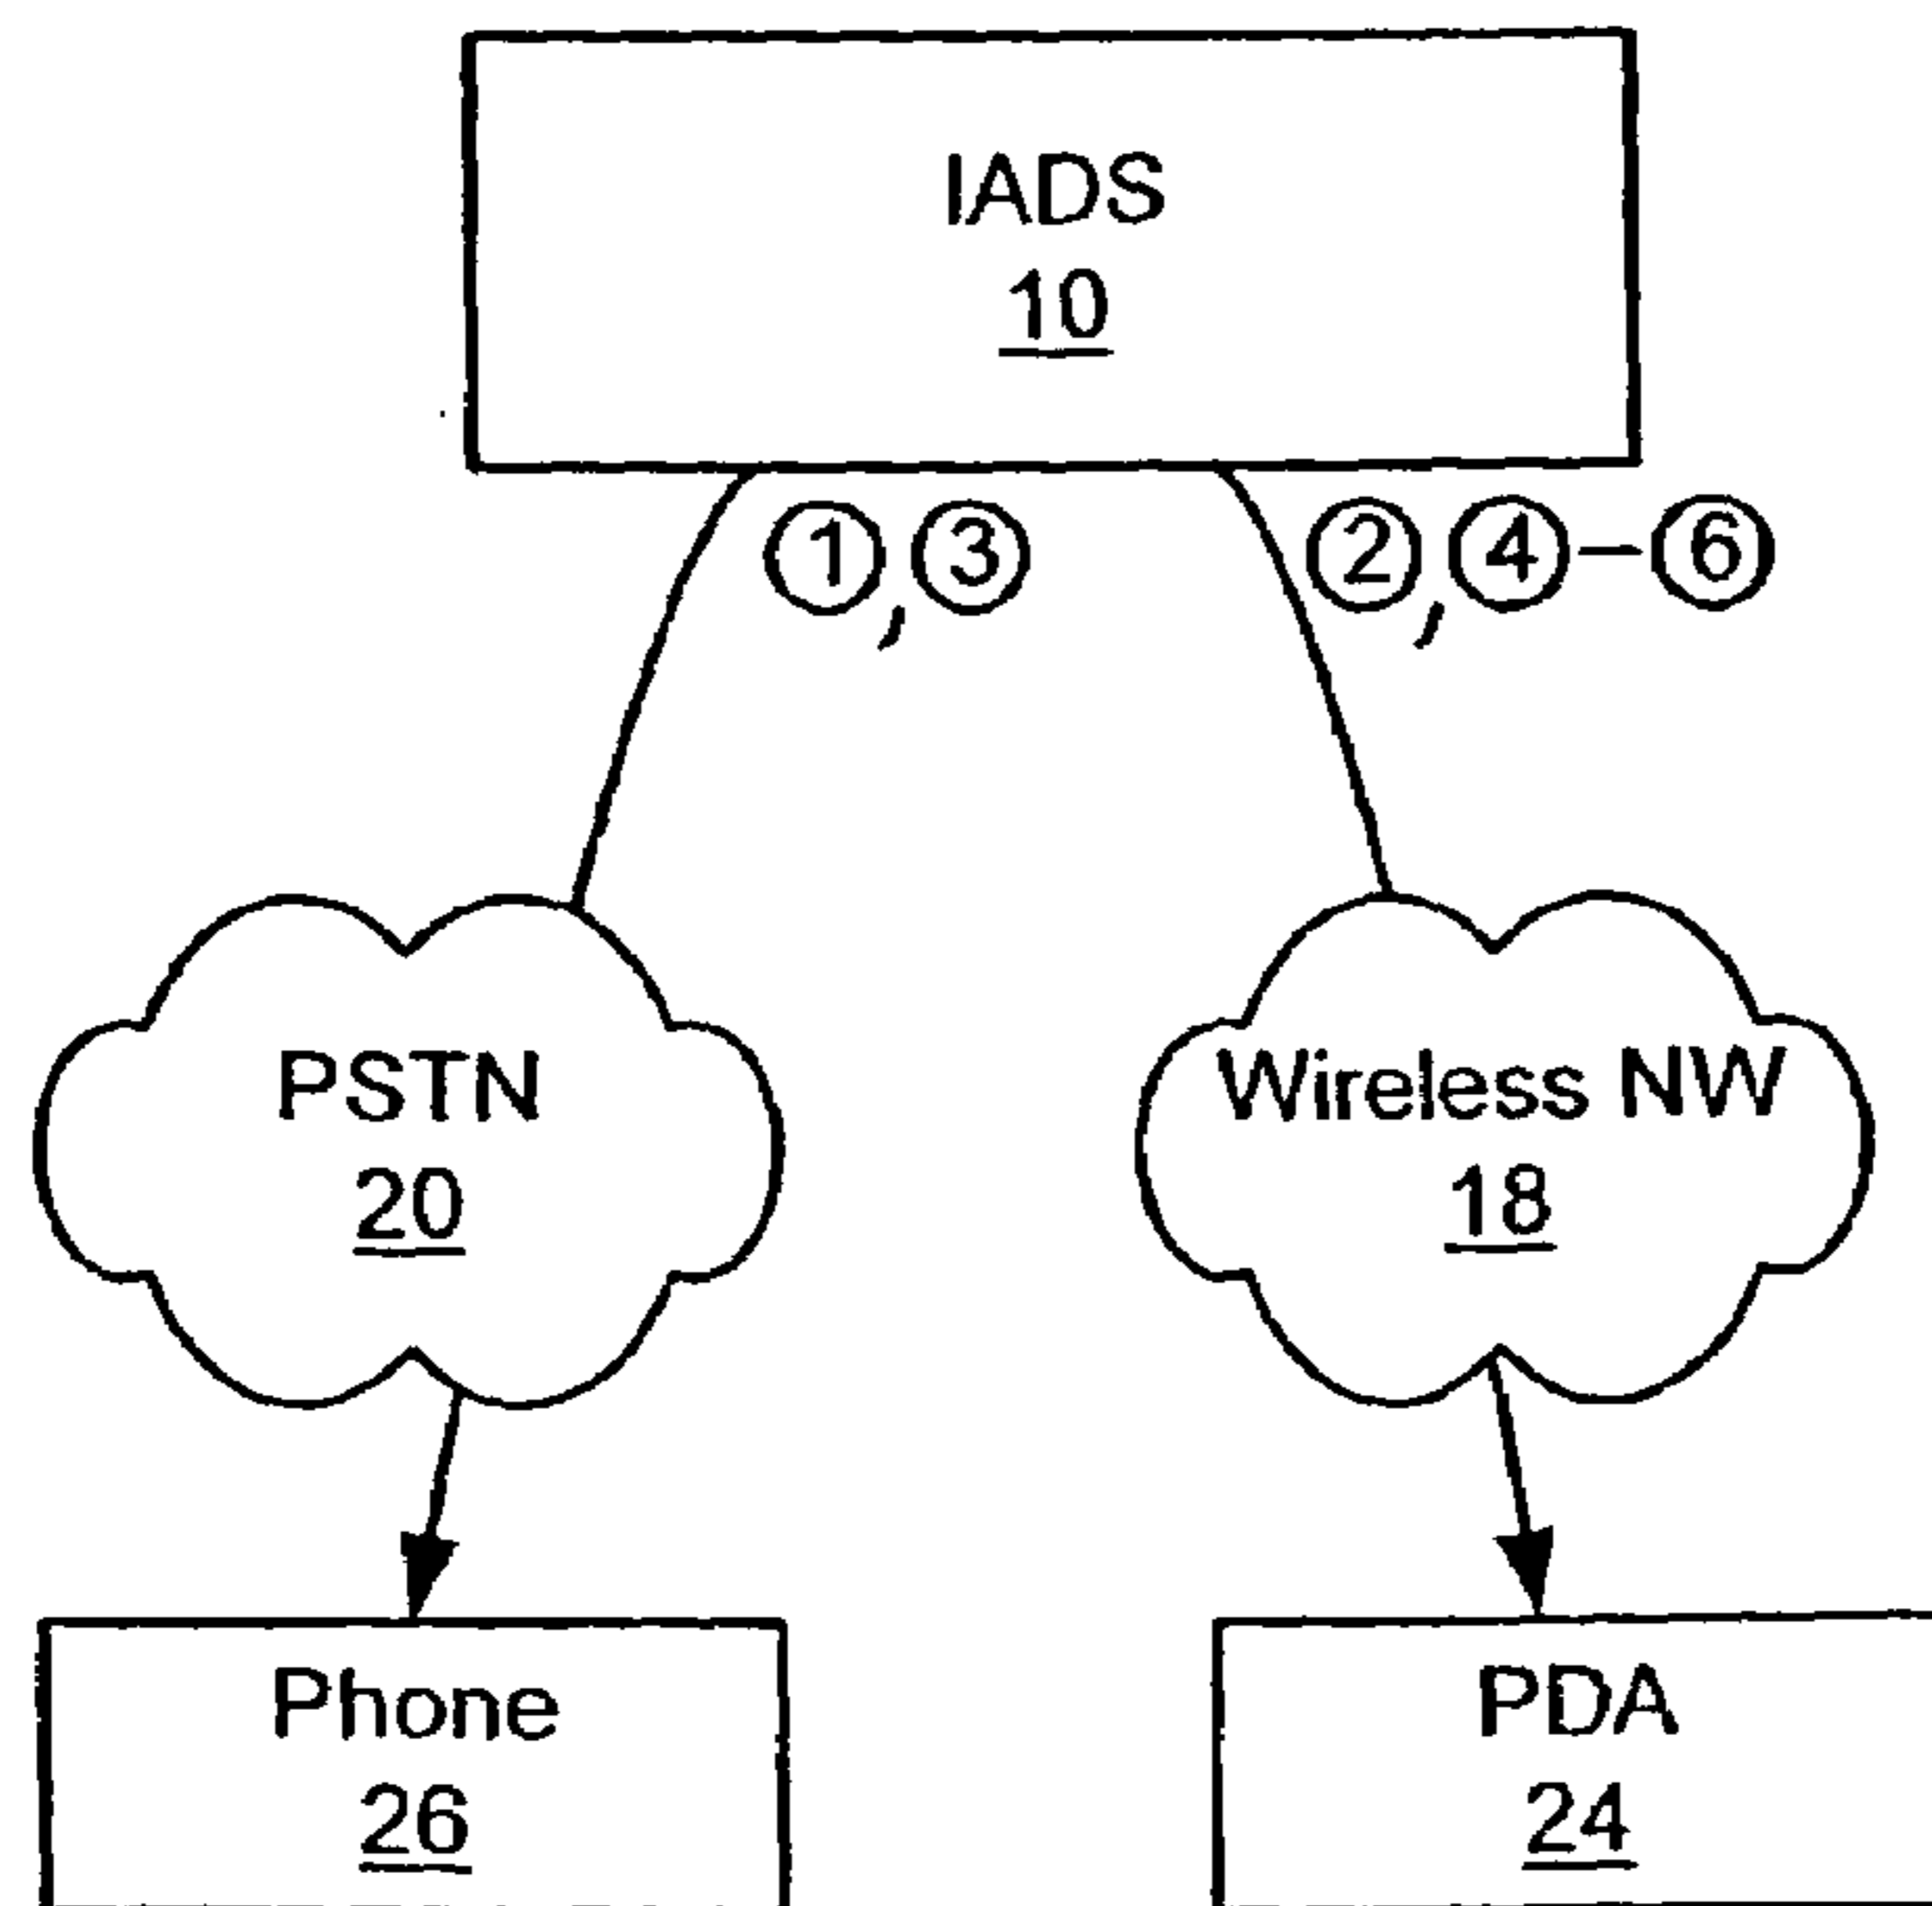 IADS
10
①,③ ②,④–⑥
PSTN
20
Wireless NW
18
Phone
26
PDA
24